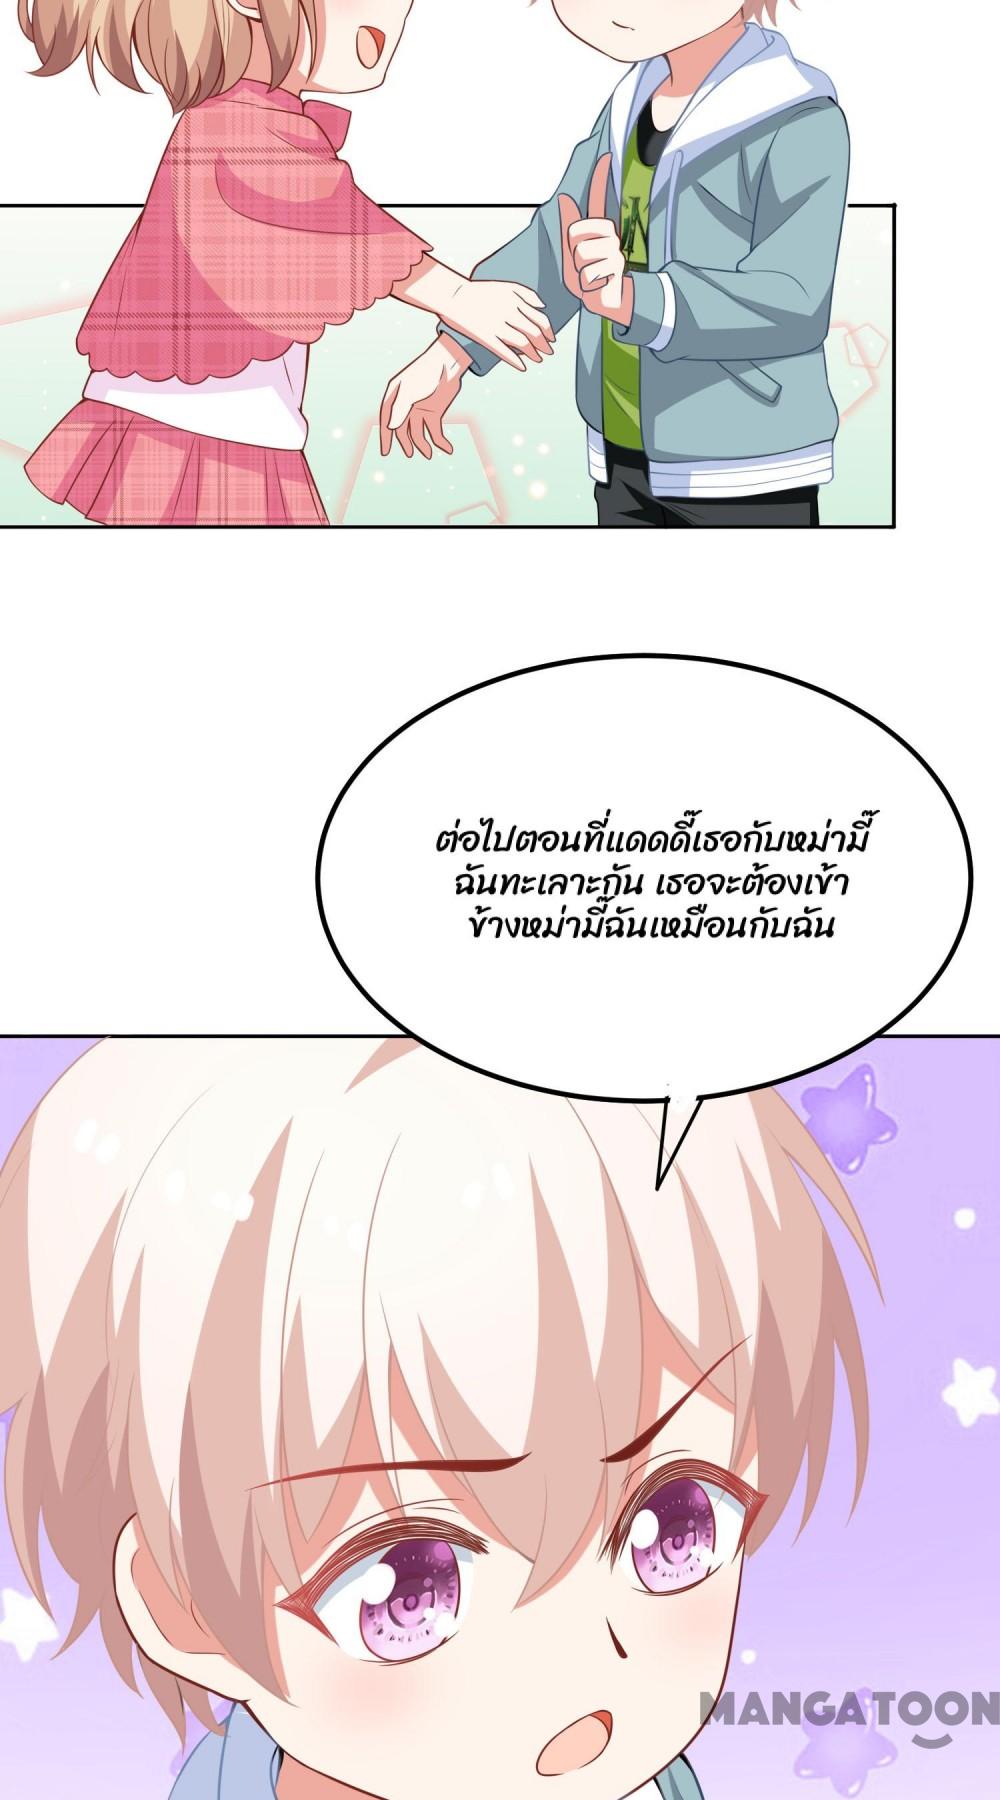 ต่อไปตอนที่แดดดี๊เธอกับหม่ามี๊
ฉันทะเลาะกัน เธอจะต้องเข้า
ข้างหม่ามี๊ฉันเหมือนกับฉัน
MANGATOON